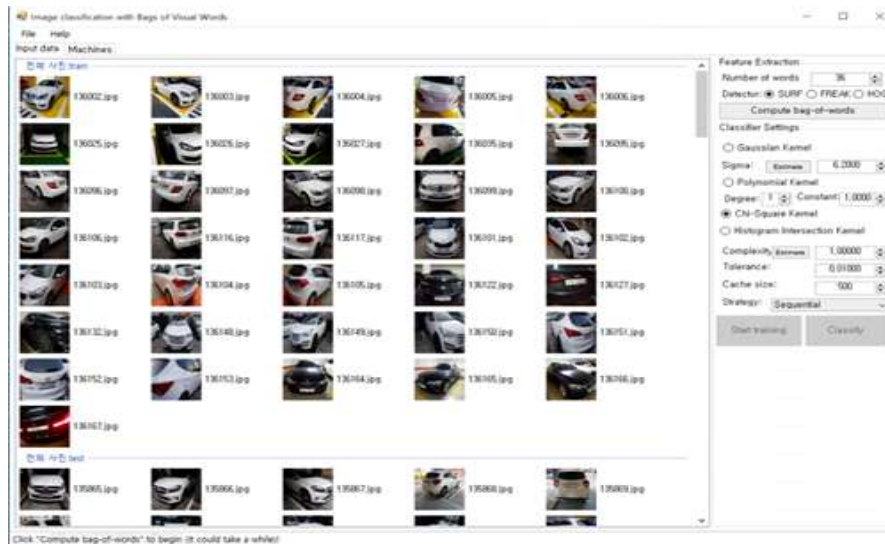 Image classification with Bags of Visual Words
File Help
Input data Machines
전체 사진.train
136002.jpg 136003.jpg 136004.jpg 136005.jpg 136006.jpg
136025.jpg 136026.jpg 136027.jpg 136035.jpg 136095.jpg
136096.jpg 136097.jpg 136098.jpg 136099.jpg 136100.jpg
136106.jpg 136116.jpg 136117.jpg 136101.jpg 136102.jpg
136103.jpg 136104.jpg 136105.jpg 136122.jpg 136127.jpg
136132.jpg 136148.jpg 136149.jpg 136150.jpg 136151.jpg
136152.jpg 136153.jpg 136164.jpg 136165.jpg 136166.jpg
136167.jpg
전체 사진.test
135865.jpg 135866.jpg 135867.jpg 135868.jpg 135869.jpg
Feature Extraction
Number of words 36
Detector: SURF FREAK HOG
Compute bag-of-words
Classifier Settings
Gaussian Kernel
Sigma: Estimate 6.2000
Polynomial Kernel
Degree: 1 Constant: 1.0000
Chi-Square Kernel
Histogram Intersection Kernel
Complexity Estimate 1.00000
Tolerance: 0.01000
Cache size: 500
Strategy: Sequential
Start training Classify
Click "Compute bag-of-words" to begin (it could take a while)!